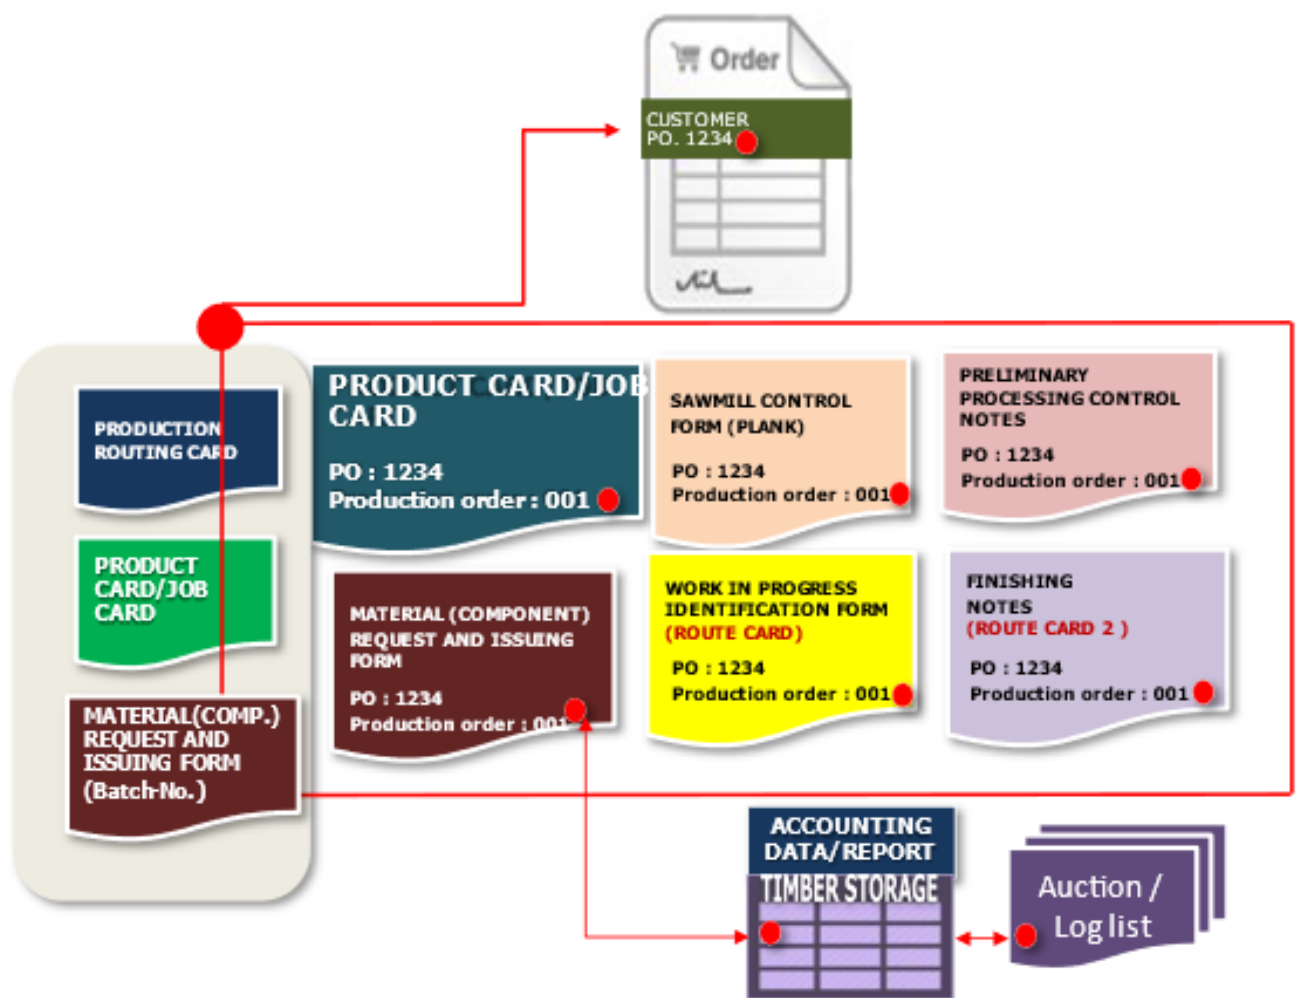 Order
CUSTOMER
PO. 1234
PRODUCTION
ROUTING CARD
PRODUCT
CARD/JOB
CARD
MATERIAL(COMP.)
REQUEST AND
ISSUING FORM
(Batch-No.)
PRODUCT CARD/JOB
CARD
PO : 1234
Production order : 001
SAWMILL CONTROL
FORM (PLANK)
PO : 1234
Production order : 001
PRELIMINARY
PROCESSING CONTROL
NOTES
PO : 1234
Production order : 001
MATERIAL (COMPONENT)
REQUEST AND ISSUING
FORM
PO : 1234
Production order : 001
WORK IN PROGRESS
IDENTIFICATION FORM
(ROUTE CARD)
PO : 1234
Production order : 001
FINISHING
NOTES
(ROUTE CARD 2 )
PO : 1234
Production order : 001
ACCOUNTING
DATA/REPORT
TIMBER STORAGE
Auction /
Log list